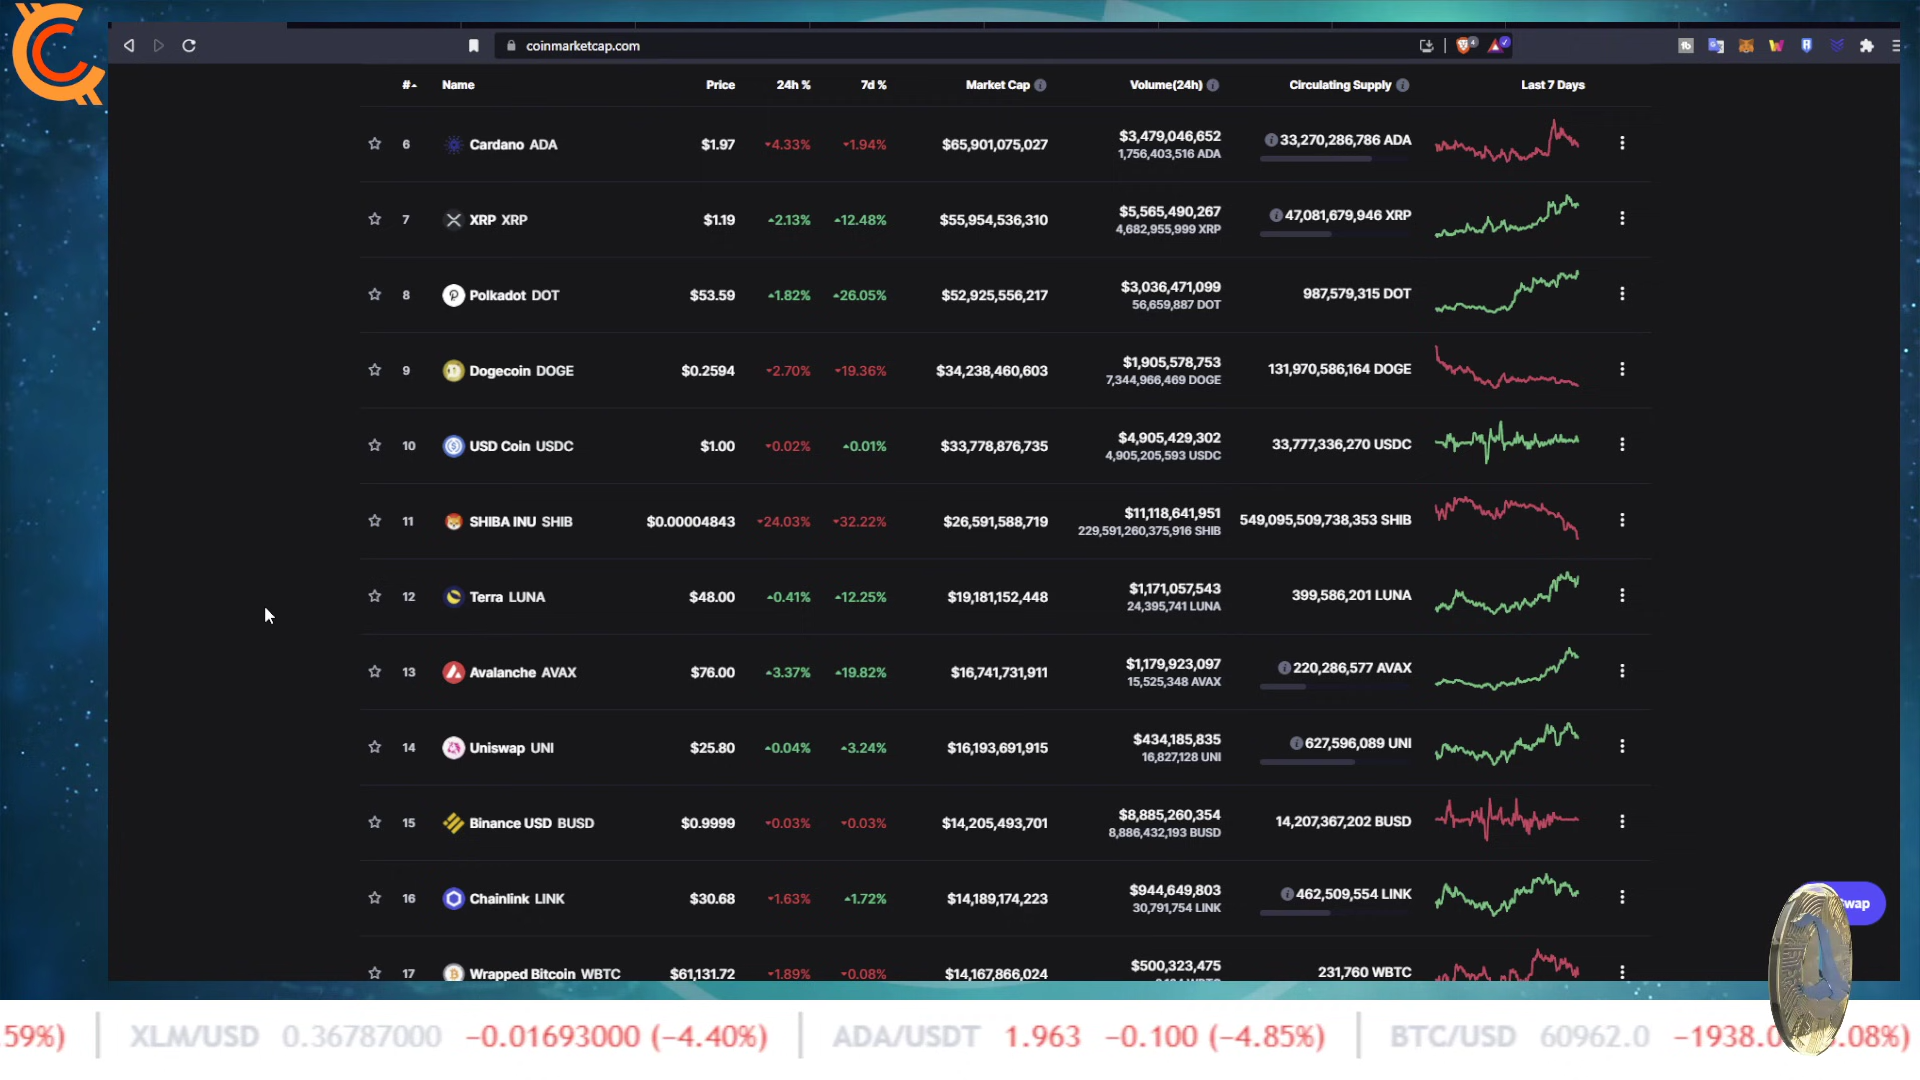 coinmarketcap.com
# Name Price 24h % 7d % Market Cap Volume(24h) Circulating Supply Last 7 Days
6 Cardano ADA $1.97 4.33% 1.94% $65,901,075,027 $3,479,046,652 33,270,286,786 ADA
1,756,403,516 ADA
7 XRP XRP $1.19 2.13% 12.48% $55,954,536,310 $5,565,490,267 47,081,679,946 XRP
4,682,955,999 XRP
8 Polkadot DOT $53.59 1.82% 26.05% $52,925,556,217 $3,036,471,099 987,579,315 DOT
56,659,887 DOT
9 Dogecoin DOGE $0.2594 2.70% 19.36% $34,238,460,603 $1,905,578,753 131,970,586,164 DOGE
7,344,966,469 DOGE
10 USD Coin USDC $1.00 0.02% 0.01% $33,778,876,735 $4,905,429,302 33,777,336,270 USDC
4,905,205,593 USDC
11 SHIBA INU SHIB $0.00004843 24.03% 32.22% $26,591,588,719 $11,118,641,951 549,095,509,738,353 SHIB
229,591,260,375,916 SHIB
12 Terra LUNA $48.00 0.41% 12.25% $19,181,152,448 $1,171,057,543 399,586,201 LUNA
24,395,741 LUNA
13 Avalanche AVAX $76.00 3.37% 19.82% $16,741,731,911 $1,179,923,097 220,286,577 AVAX
15,525,348 AVAX
14 Uniswap UNI $25.80 0.04% 3.24% $16,193,691,915 $434,185,835 627,596,089 UNI
16,827,128 UNI
15 Binance USD BUSD $0.9999 0.03% 0.03% $14,205,493,701 $8,885,260,354 14,207,367,202 BUSD
8,886,432,193 BUSD
16 Chainlink LINK $30.68 1.63% 1.72% $14,189,174,223 $944,649,803 462,509,554 LINK
30,791,754 LINK
17 Wrapped Bitcoin WBTC $61,131.72 1.89% 0.08% $14,167,866,024 $500,323,475 231,760 WBTC
59%) XLM/USD 0.36787000 -0.01693000 (-4.40%) ADA/USDT 1.963 -0.100 (-4.85%) BTC/USD 60962.0 -1938.0 .08%)